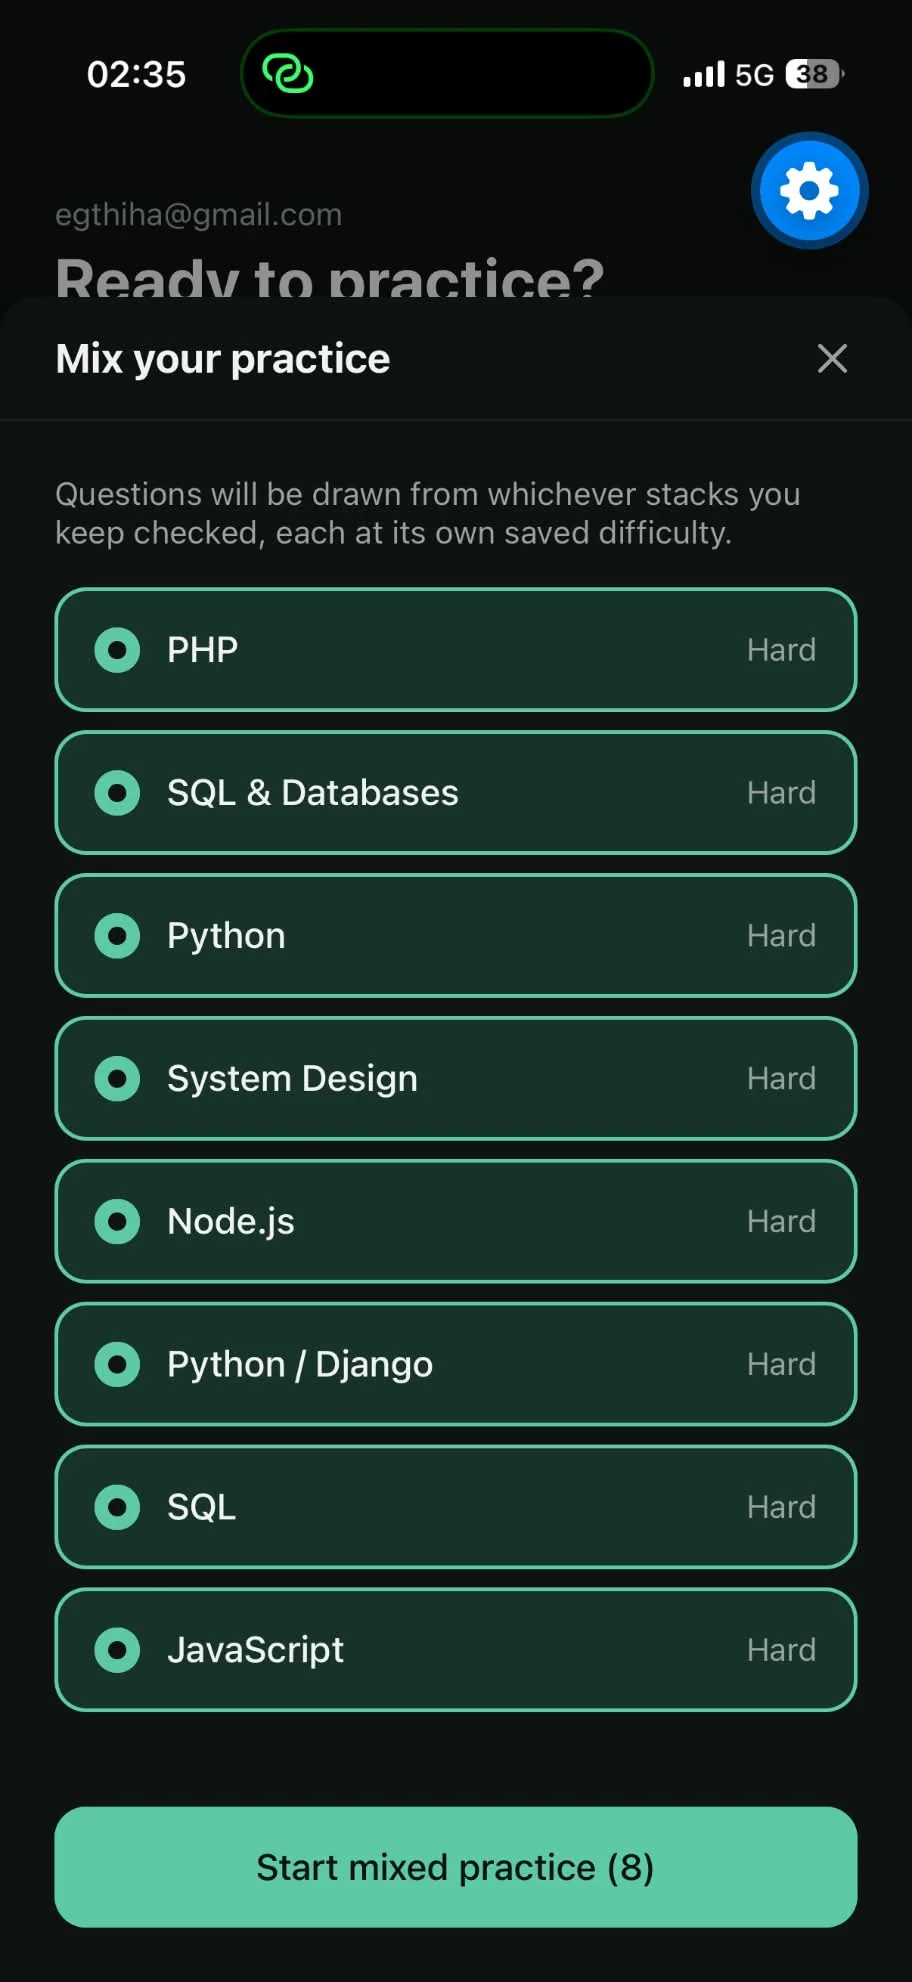 02:35
5G
38
egthiha@gmail.com
Ready to practice?
Mix your practice
Questions will be drawn from whichever stacks you
keep checked, each at its own saved difficulty.
PHP Hard
SQL & Databases Hard
Python Hard
System Design Hard
Node.js Hard
Python / Django Hard
SQL Hard
JavaScript Hard
Start mixed practice (8)